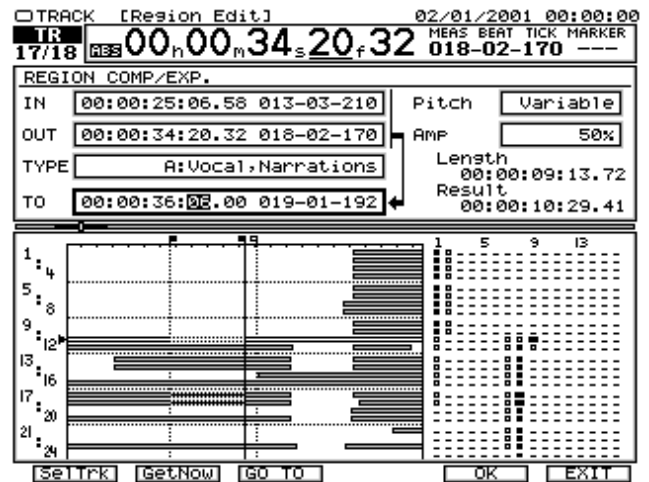 TRACK [Region Edit] 02/01/2001 00:00:00
TR 17/18 ABS 00h00m34s20f32 MEAS BEAT TICK MARKER 018-02-170 ---
REGION COMP/EXP.
IN 00:00:25:06.58 013-03-210 Pitch Variable
OUT 00:00:34:20.32 018-02-170 Amp 50%
TYPE A:Vocal,Narrations Length 00:00:09:13.72
TO 00:00:36:06.00 019-01-192 Result 00:00:10:29.41
1 5 9 13
1:4
5:8
9:12
13:16
17:20
21:24
SelTrk GetNow GO TO OK EXIT